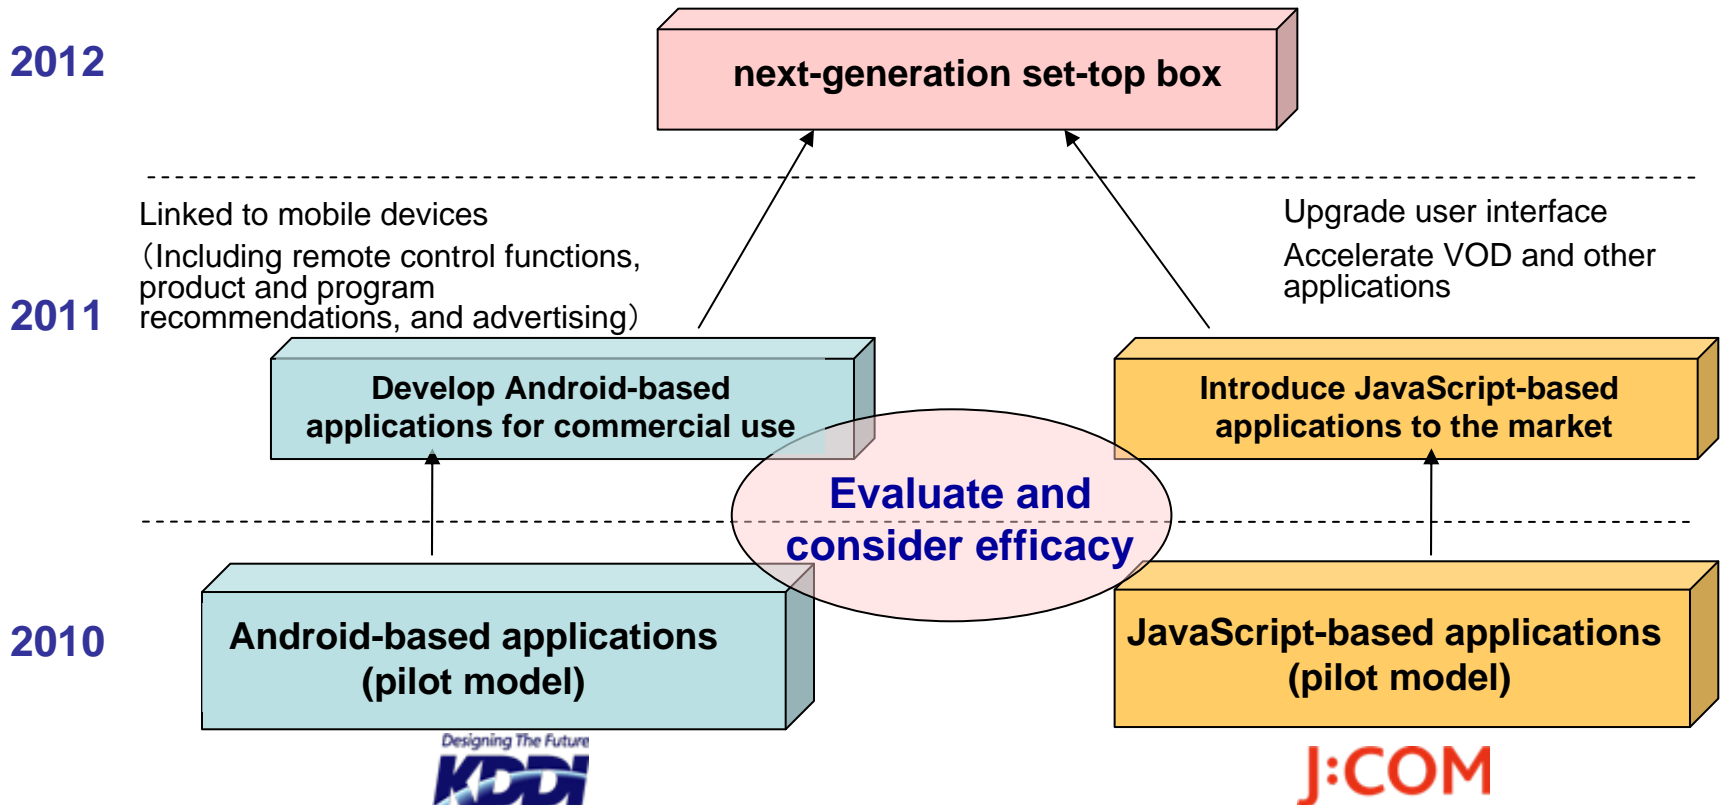 2012
next-generation set-top box
Linked to mobile devices
（Including remote control functions,
product and program
recommendations, and advertising）
Upgrade user interface
Accelerate VOD and other
applications
2011
Develop Android-based
applications for commercial use
Introduce JavaScript-based
applications to the market
Evaluate and
consider efficacy
2010
Android-based applications
(pilot model)
JavaScript-based applications
(pilot model)
Designing The Future
KDDI
J:COM